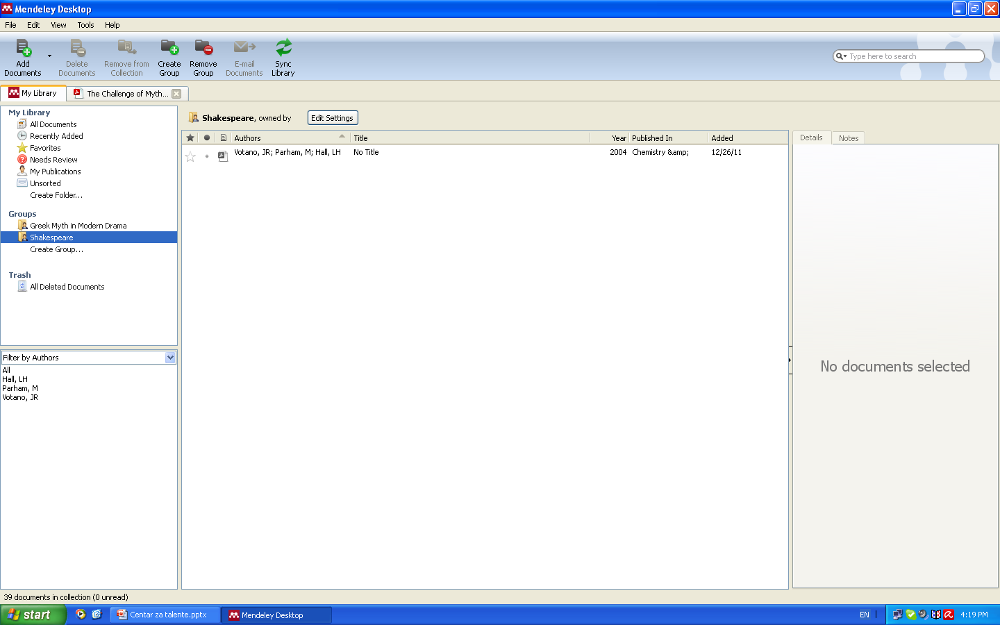 Mendeley Desktop
File Edit View Tools Help
Add Documents
Delete Documents
Remove from Collection
Create Group
Remove Group
E-mail Documents
Sync Library
Type here to search
My Library
The Challenge of Myth...
My Library
All Documents
Recently Added
Favorites
Needs Review
My Publications
Unsorted
Create Folder...
Groups
Greek Myth in Modern Drama
Shakespeare
Create Group...
Trash
All Deleted Documents
Filter by Authors
All
Hall, LH
Parham, M
Votano, JR
Shakespeare, owned by Edit Settings
Authors Title Year Published In Added
Votano, JR; Parham, M; Hall, LH No Title 2004 Chemistry &amp; 12/26/11
Details Notes
No documents selected
39 documents in collection (0 unread)
start Centar za talente.pptx Mendeley Desktop EN 4:19 PM